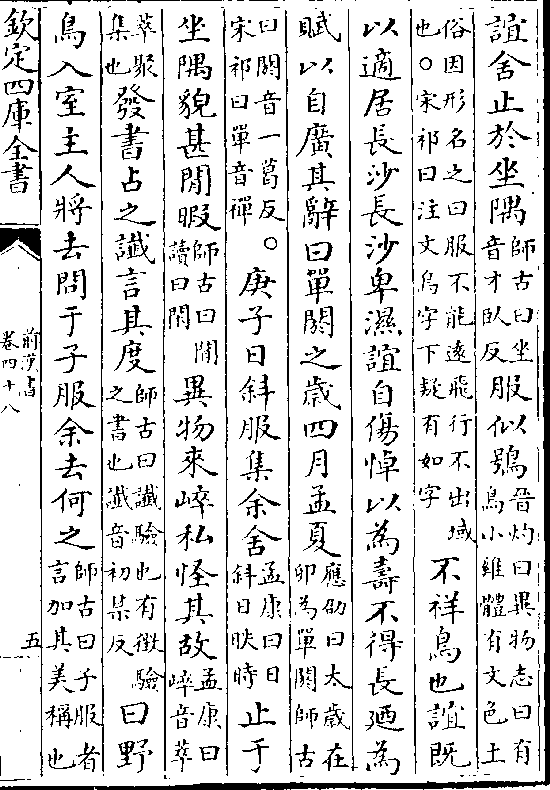 誼舍止於坐隅師古曰坐音才臥反服似鴞晉灼曰異物志曰有鳥小雞體有文色土
俗因形名之曰服不能遠飛行不出域也○宋祁曰注文鳥字下疑有如字不祥鳥也誼既
以適居長沙長沙卑濕誼自傷悼以為壽不得長廼為
賦以自廣其辭曰單閼之歲四月孟夏應劭曰太歲在卯為單閼師古
曰閼音一葛反○宋祁曰單音禪庚子日斜服集余舍孟康曰日斜日昳時止于
坐隅貌甚閒暇師古曰閒讀曰閑異物來崪私怪其故孟康曰崪音萃
萃聚集也發書占之讖言其度師古曰讖驗也有徵驗之書也讖音初禁反曰野
鳥入室主人將去問于子服余去何之師古曰子服者言加其美稱也
欽定四庫全書
前漢書
卷四十八
五